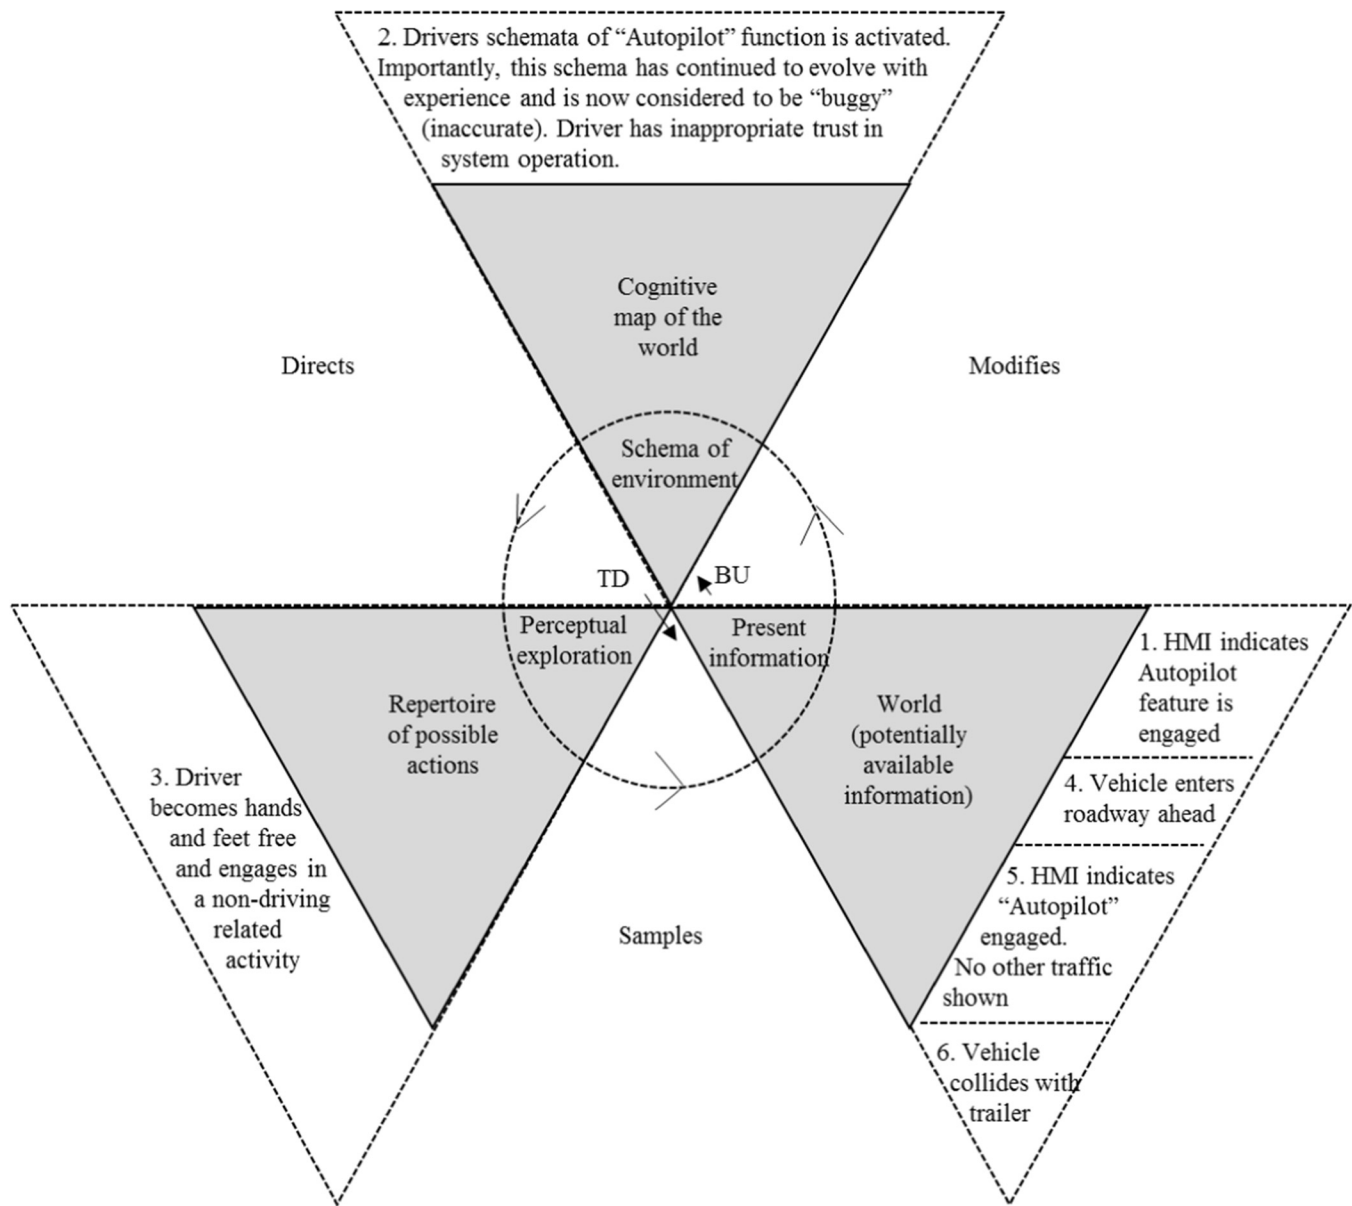 2. Drivers schemata of “Autopilot” function is activated.
Importantly, this schema has continued to evolve with
experience and is now considered to be “buggy”
(inaccurate). Driver has inappropriate trust in
system operation.
Cognitive
map of the
world
Directs
Modifies
Schema of
environment
TD
BU
Perceptual
exploration
Present
information
Repertoire
of possible
actions
World
(potentially
available
information)
1. HMI indicates
Autopilot
feature is
engaged
3. Driver
becomes hands
and feet free
and engages in
a non-driving
related
activity
4. Vehicle enters
roadway ahead
5. HMI indicates
“Autopilot”
engaged.
No other traffic
shown
Samples
6. Vehicle
collides with
trailer